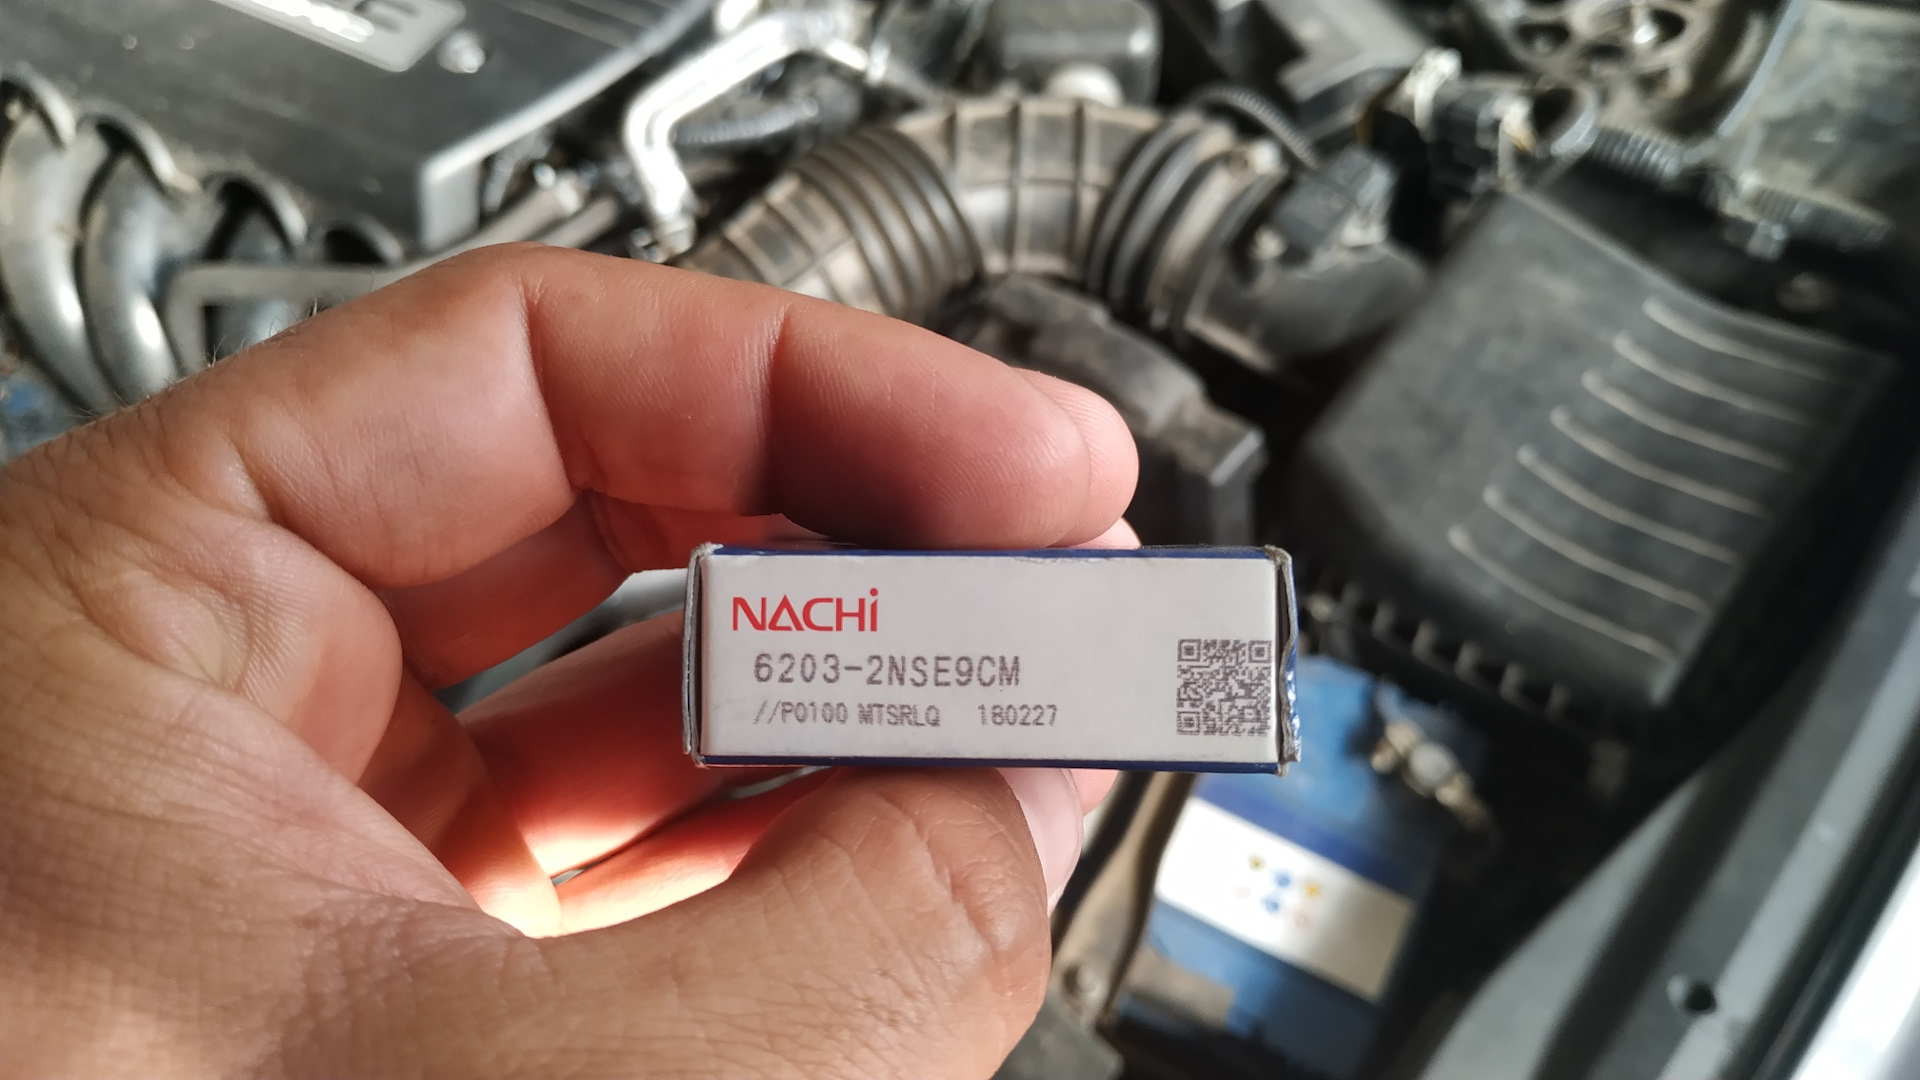 NACHi
6203-2NSE9CM
//P0100 MTSRLQ 180227